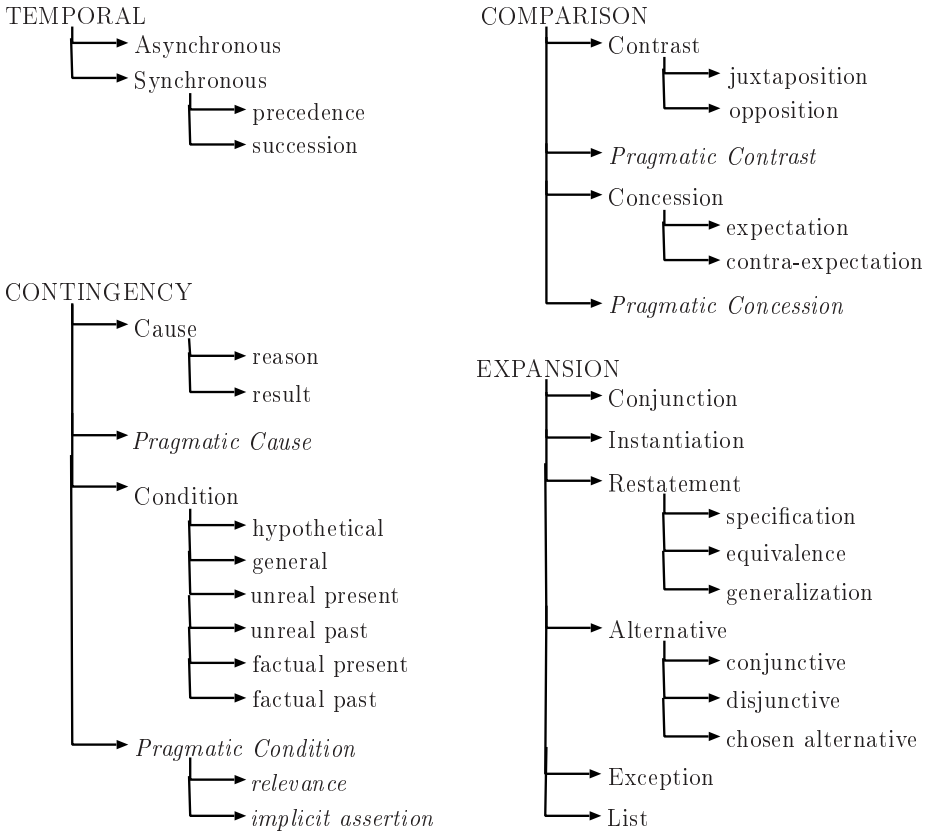 TEMPORAL
Asynchronous
Synchronous
precedence
succession
CONTINGENCY
Cause
reason
result
Pragmatic Cause
Condition
hypothetical
general
unreal present
unreal past
factual present
factual past
Pragmatic Condition
relevance
implicit assertion
COMPARISON
Contrast
juxtaposition
opposition
Pragmatic Contrast
Concession
expectation
contra-expectation
Pragmatic Concession
EXPANSION
Conjunction
Instantiation
Restatement
specification
equivalence
generalization
Alternative
conjunctive
disjunctive
chosen alternative
Exception
List